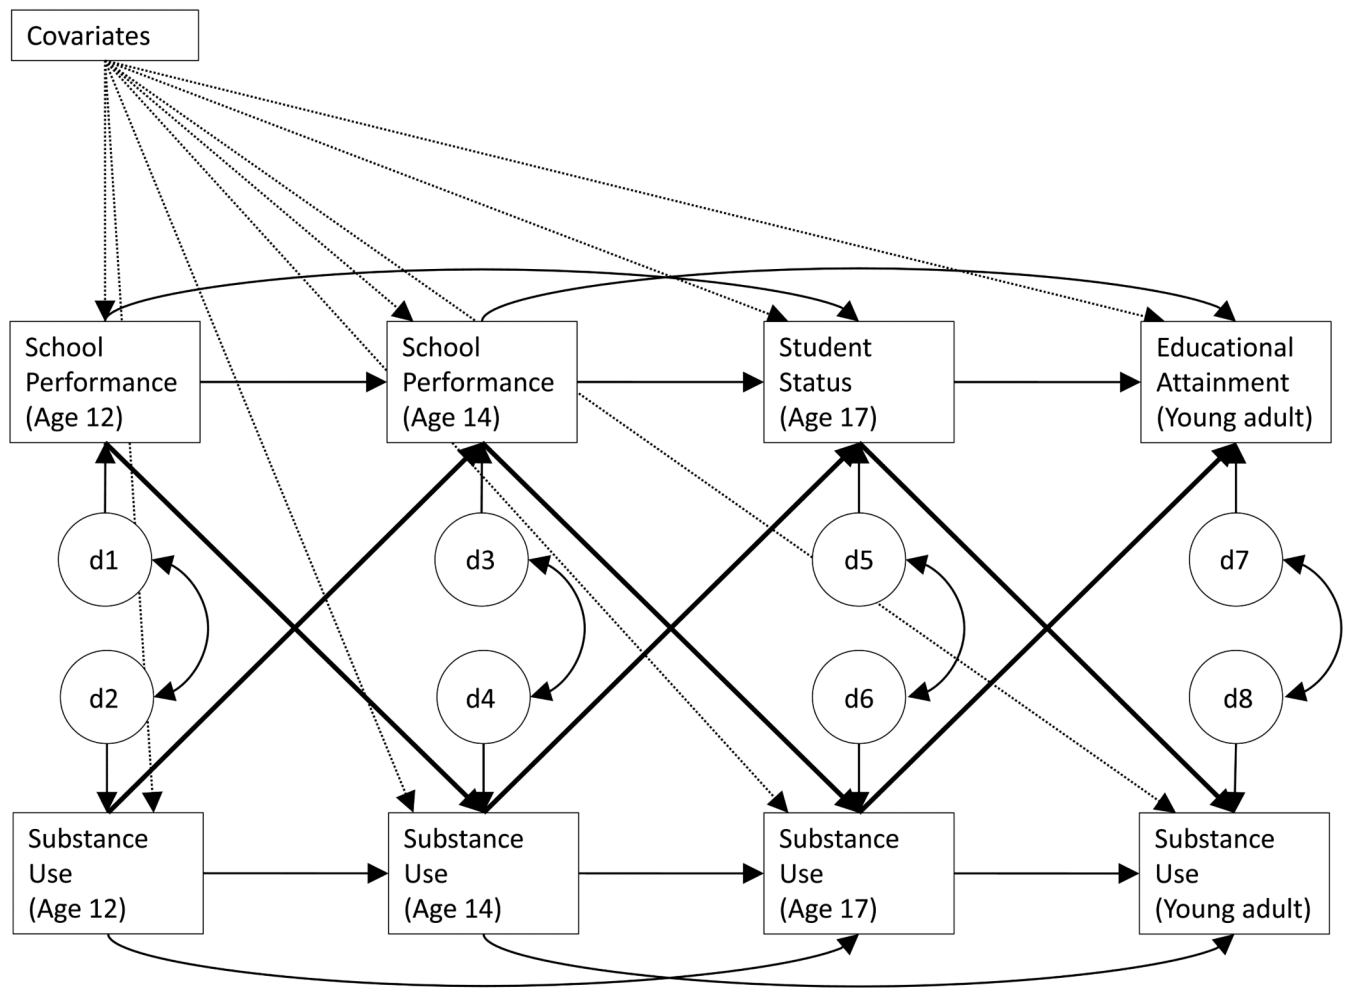 Covariates
School
Performance
(Age 12)
School
Performance
(Age 14)
Student
Status
(Age 17)
Educational
Attainment
(Young adult)
d1
d3
d5
d7
d2
d4
d6
d8
Substance
Use
(Age 12)
Substance
Use
(Age 14)
Substance
Use
(Age 17)
Substance
Use
(Young adult)